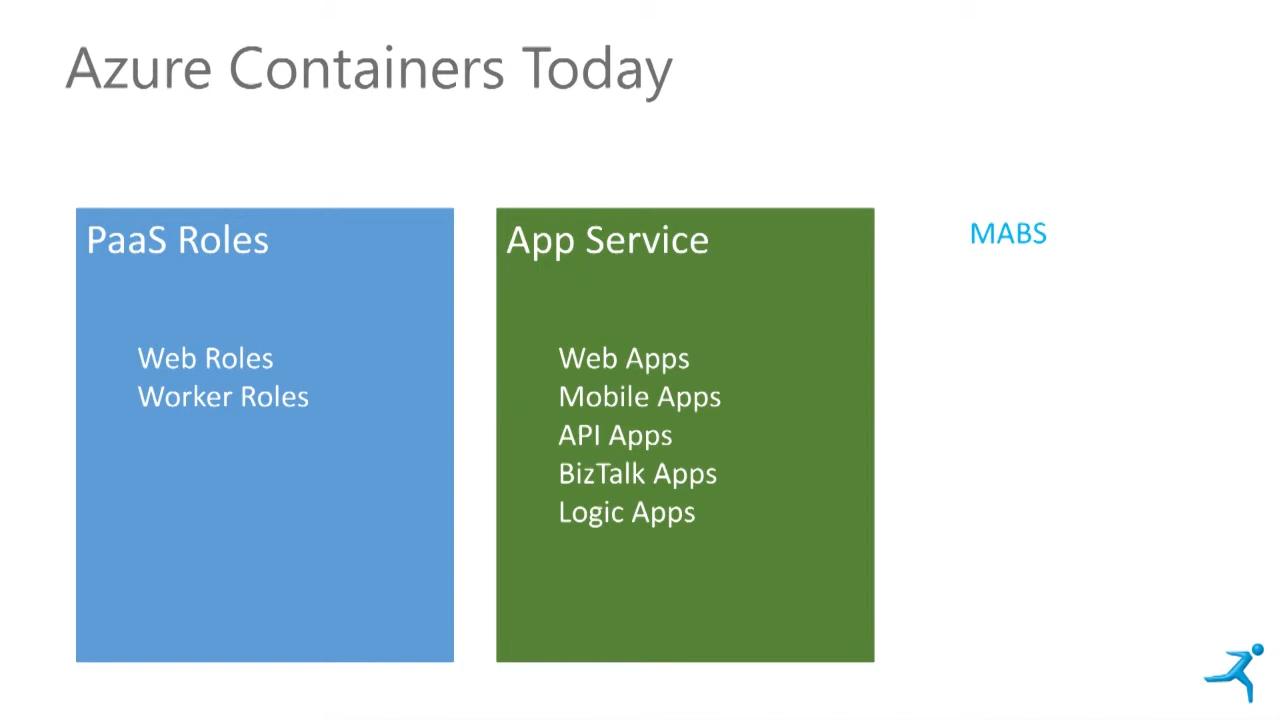 Azure Containers Today
PaaS Roles
Web Roles
Worker Roles
App Service
Web Apps
Mobile Apps
API Apps
BizTalk Apps
Logic Apps
MABS